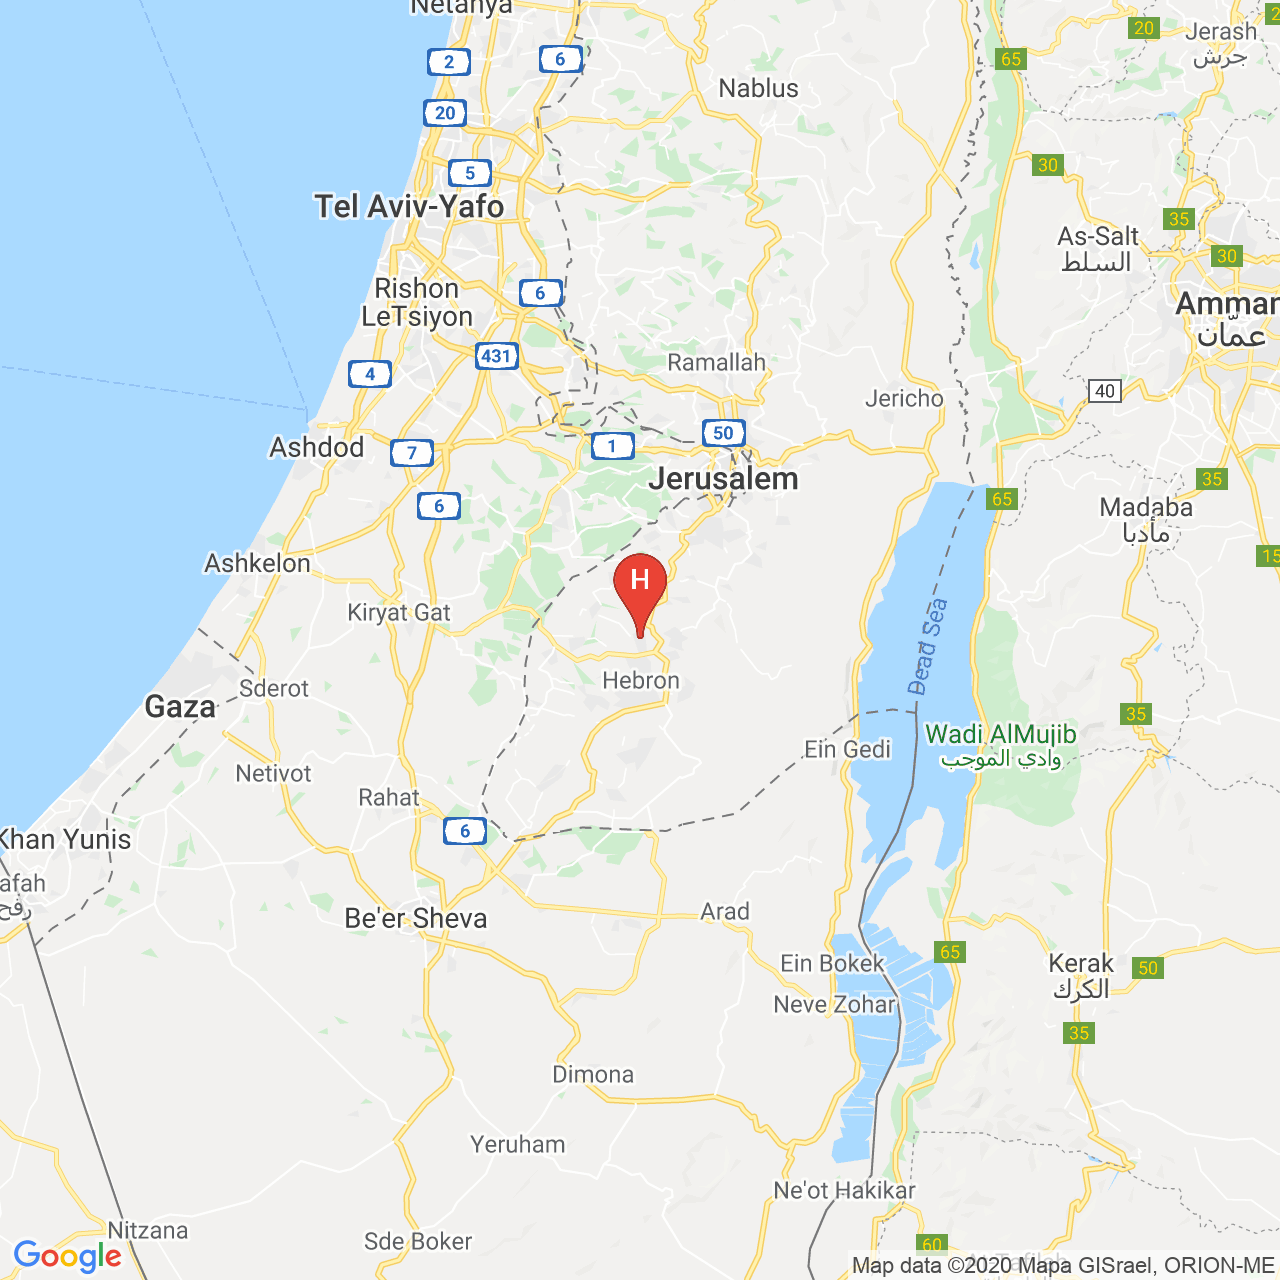 Netanya
Jerash
جرش
20
2
6
65
Nablus
20
5
30
Tel Aviv-Yafo
35
As-Salt
السلط
30
Rishon
LeTsiyon
6
Amman
عمّان
431
4
Ramallah
40
Jericho
50
1
7
Ashdod
Jerusalem
35
6
65
Madaba
مأدبا
15
Ashkelon
H
Kiryat Gat
Dead Sea
Hebron
Sderot
Gaza
35
Wadi AlMujib
وادي الموجب
Ein Gedi
Netivot
Rahat
6
Khan Yunis
afah
رفح
Arad
Be'er Sheva
65
Ein Bokek
Kerak
الكرك
50
Neve Zohar
35
Dimona
Yeruham
Ne'ot Hakikar
Nitzana
Sde Boker
60
Google
Map data ©2020 Mapa GISrael, ORION-ME